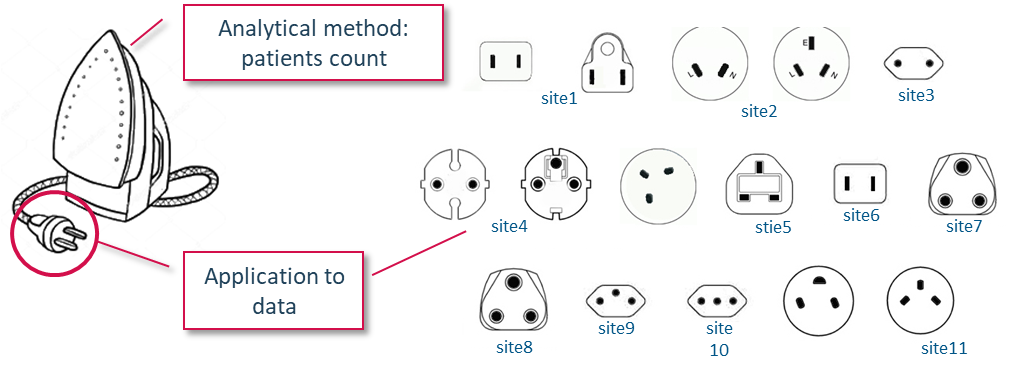 Analytical method:
patients count
E
L N
L N
site1
site2
site3
site4
stie5
site6
site7
Application to
data
site8
site9
site
10
site11